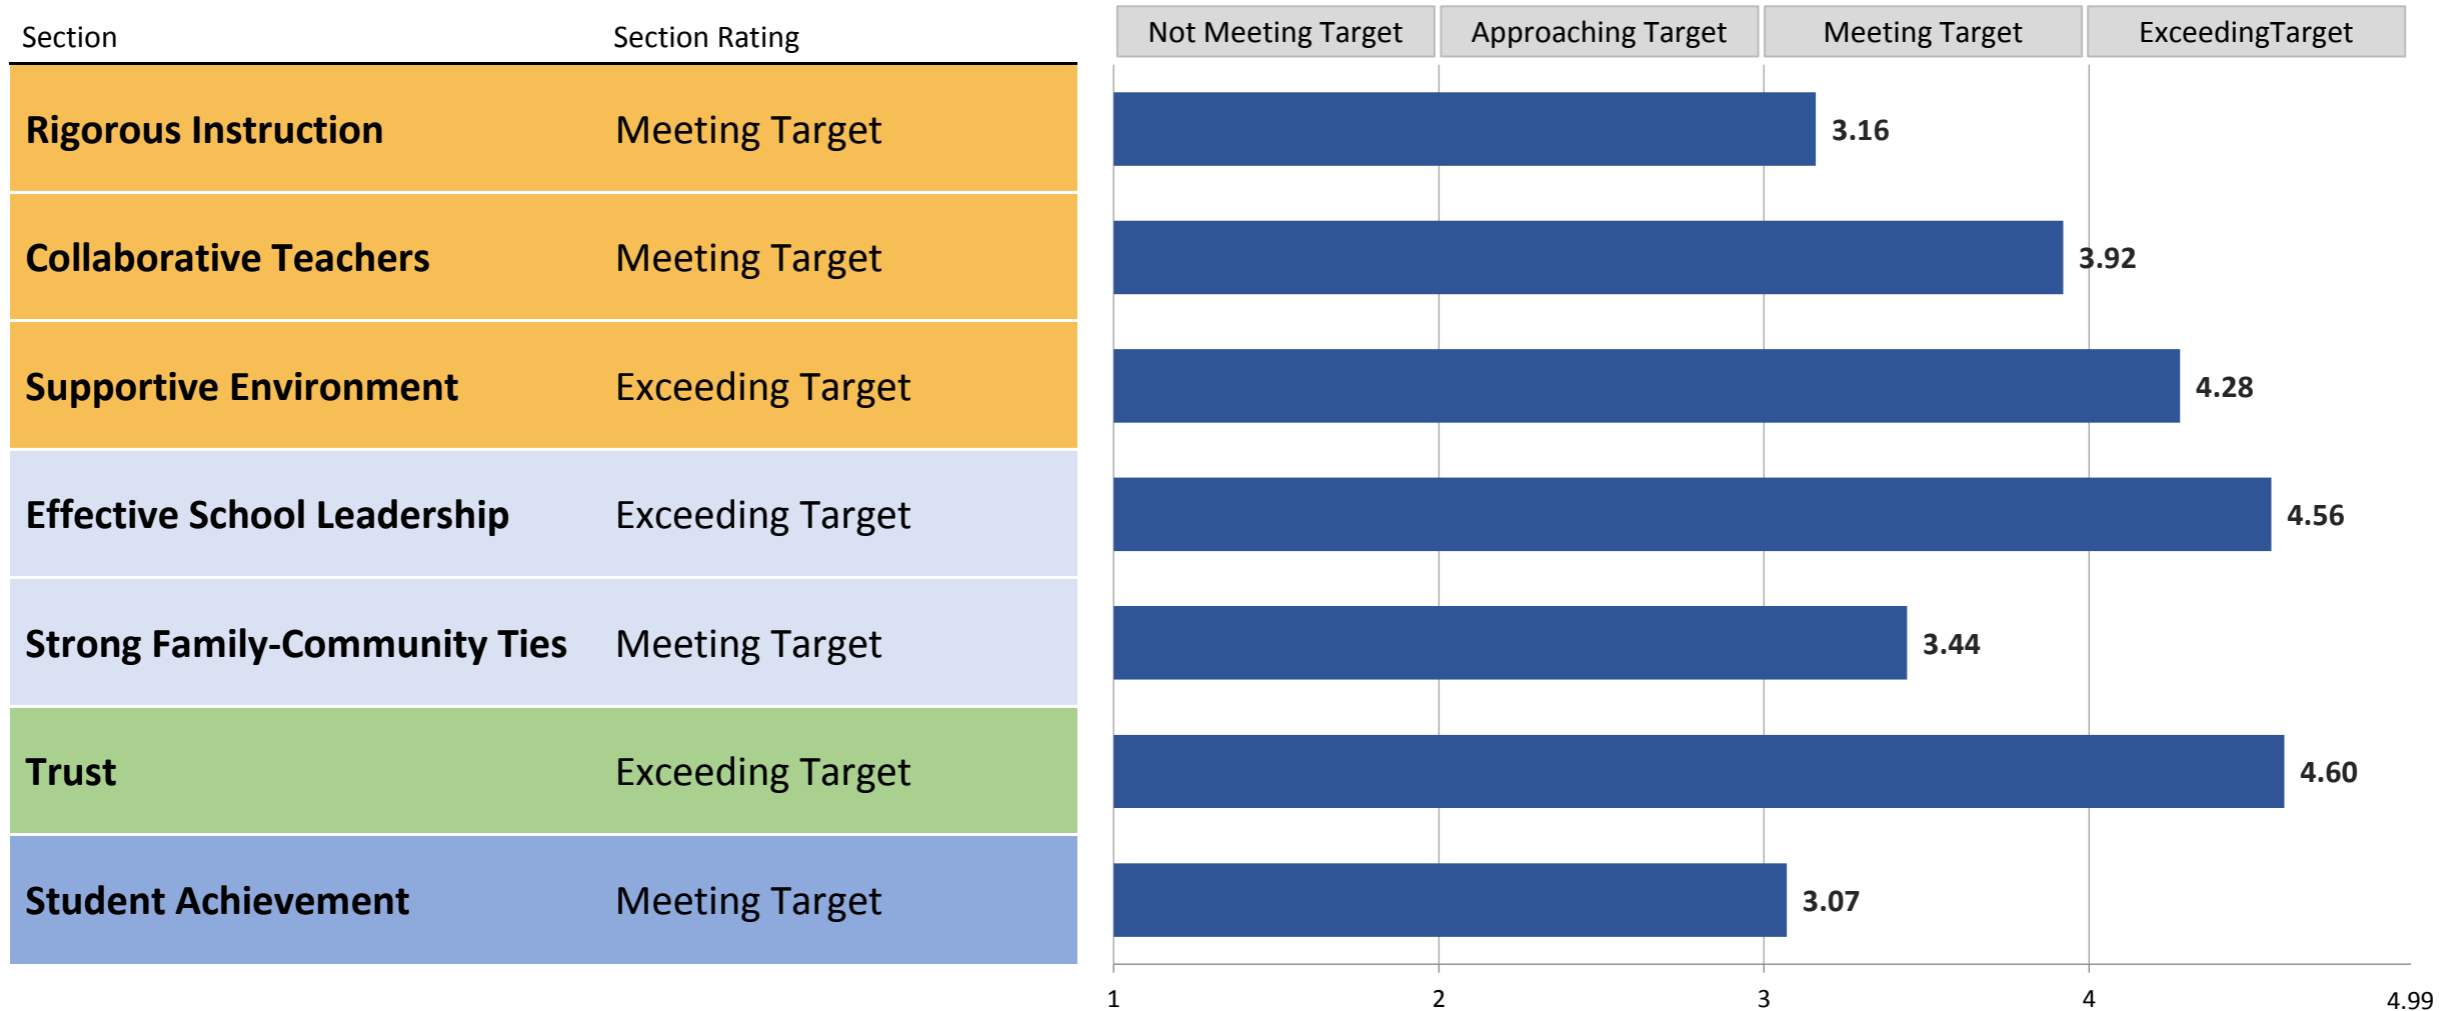 Section Section Rating Not Meeting Target Approaching Target Meeting Target ExceedingTarget
Rigorous Instruction Meeting Target 3.16
Collaborative Teachers Meeting Target 3.92
Supportive Environment Exceeding Target 4.28
Effective School Leadership Exceeding Target 4.56
Strong Family-Community Ties Meeting Target 3.44
Trust Exceeding Target 4.60
Student Achievement Meeting Target 3.07
1 2 3 4 4.99